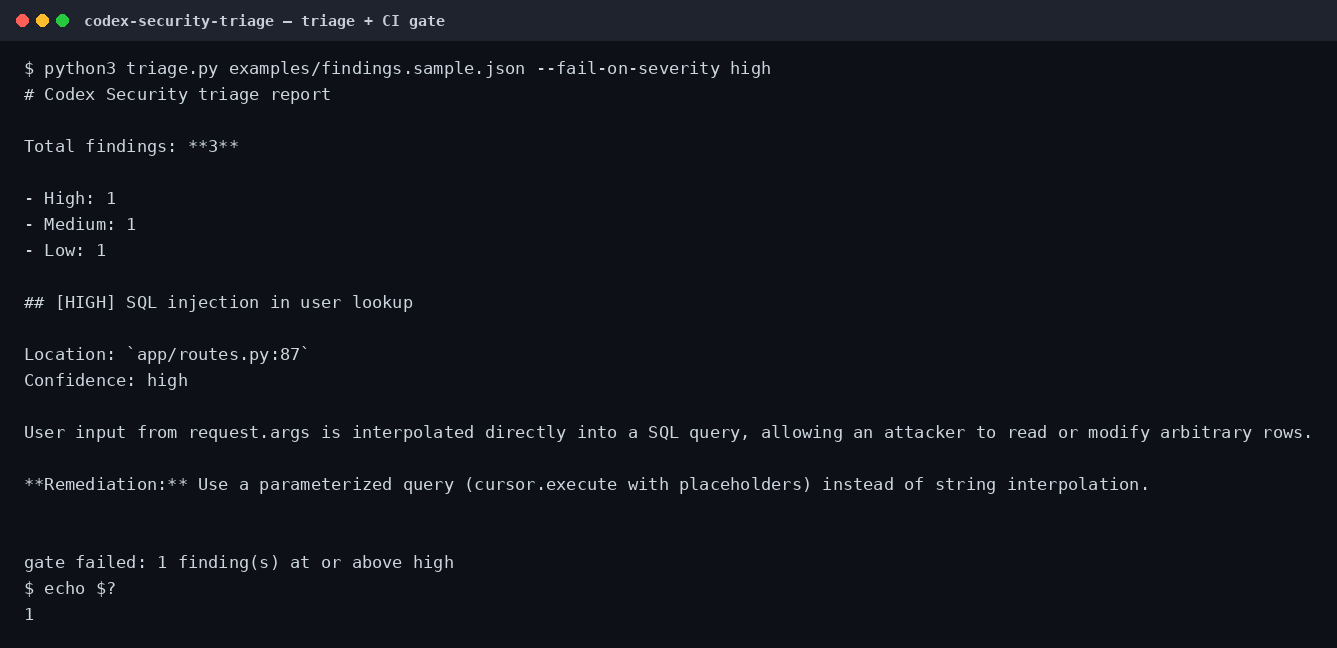 codex-security-triage — triage + CI gate
$ python3 triage.py examples/findings.sample.json --fail-on-severity high
# Codex Security triage report
Total findings: **3**
- High: 1
- Medium: 1
- Low: 1
## [HIGH] SQL injection in user lookup
Location: `app/routes.py:87`
Confidence: high
User input from request.args is interpolated directly into a SQL query, allowing an attacker to read or modify arbitrary rows.
**Remediation:** Use a parameterized query (cursor.execute with placeholders) instead of string interpolation.
gate failed: 1 finding(s) at or above high
$ echo $?
1